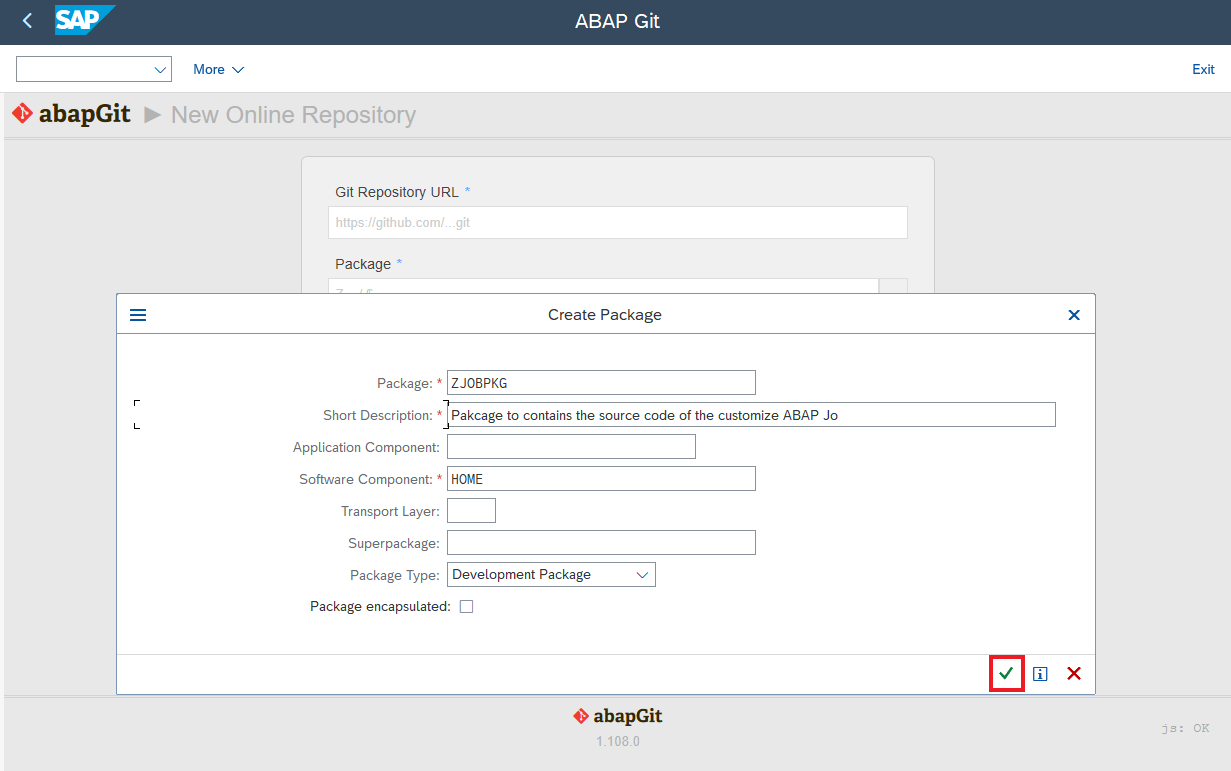 SAP ABAP Git
More Exit
abapGit ► New Online Repository
Git Repository URL *
https://github.com/...git
Package *
Create Package
Package: * ZJOBPKG
Short Description: * Pakcage to contains the source code of the customize ABAP Jo
Application Component:
Software Component: * HOME
Transport Layer:
Superpackage:
Package Type: Development Package
Package encapsulated:
abapGit
1.108.0
js: OK